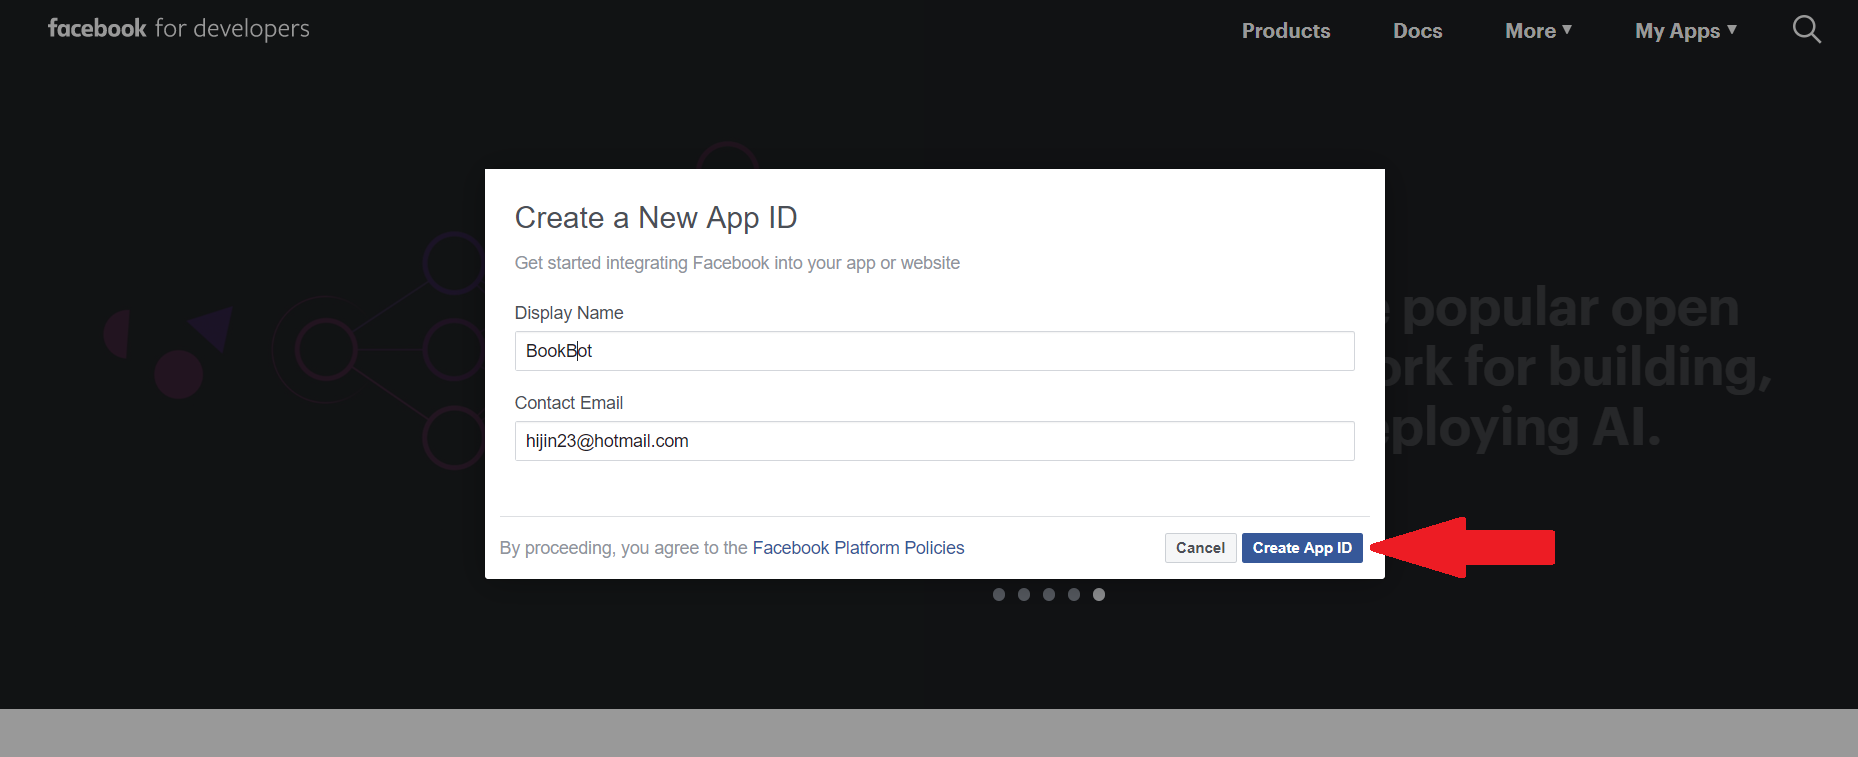 facebook for developers
Products
Docs
More
My Apps
Create a New App ID
Get started integrating Facebook into your app or website
Display Name
BookBot
Contact Email
hijin23@hotmail.com
popular open
ork for building,
eploying AI.
By proceeding, you agree to the Facebook Platform Policies
Cancel
Create App ID